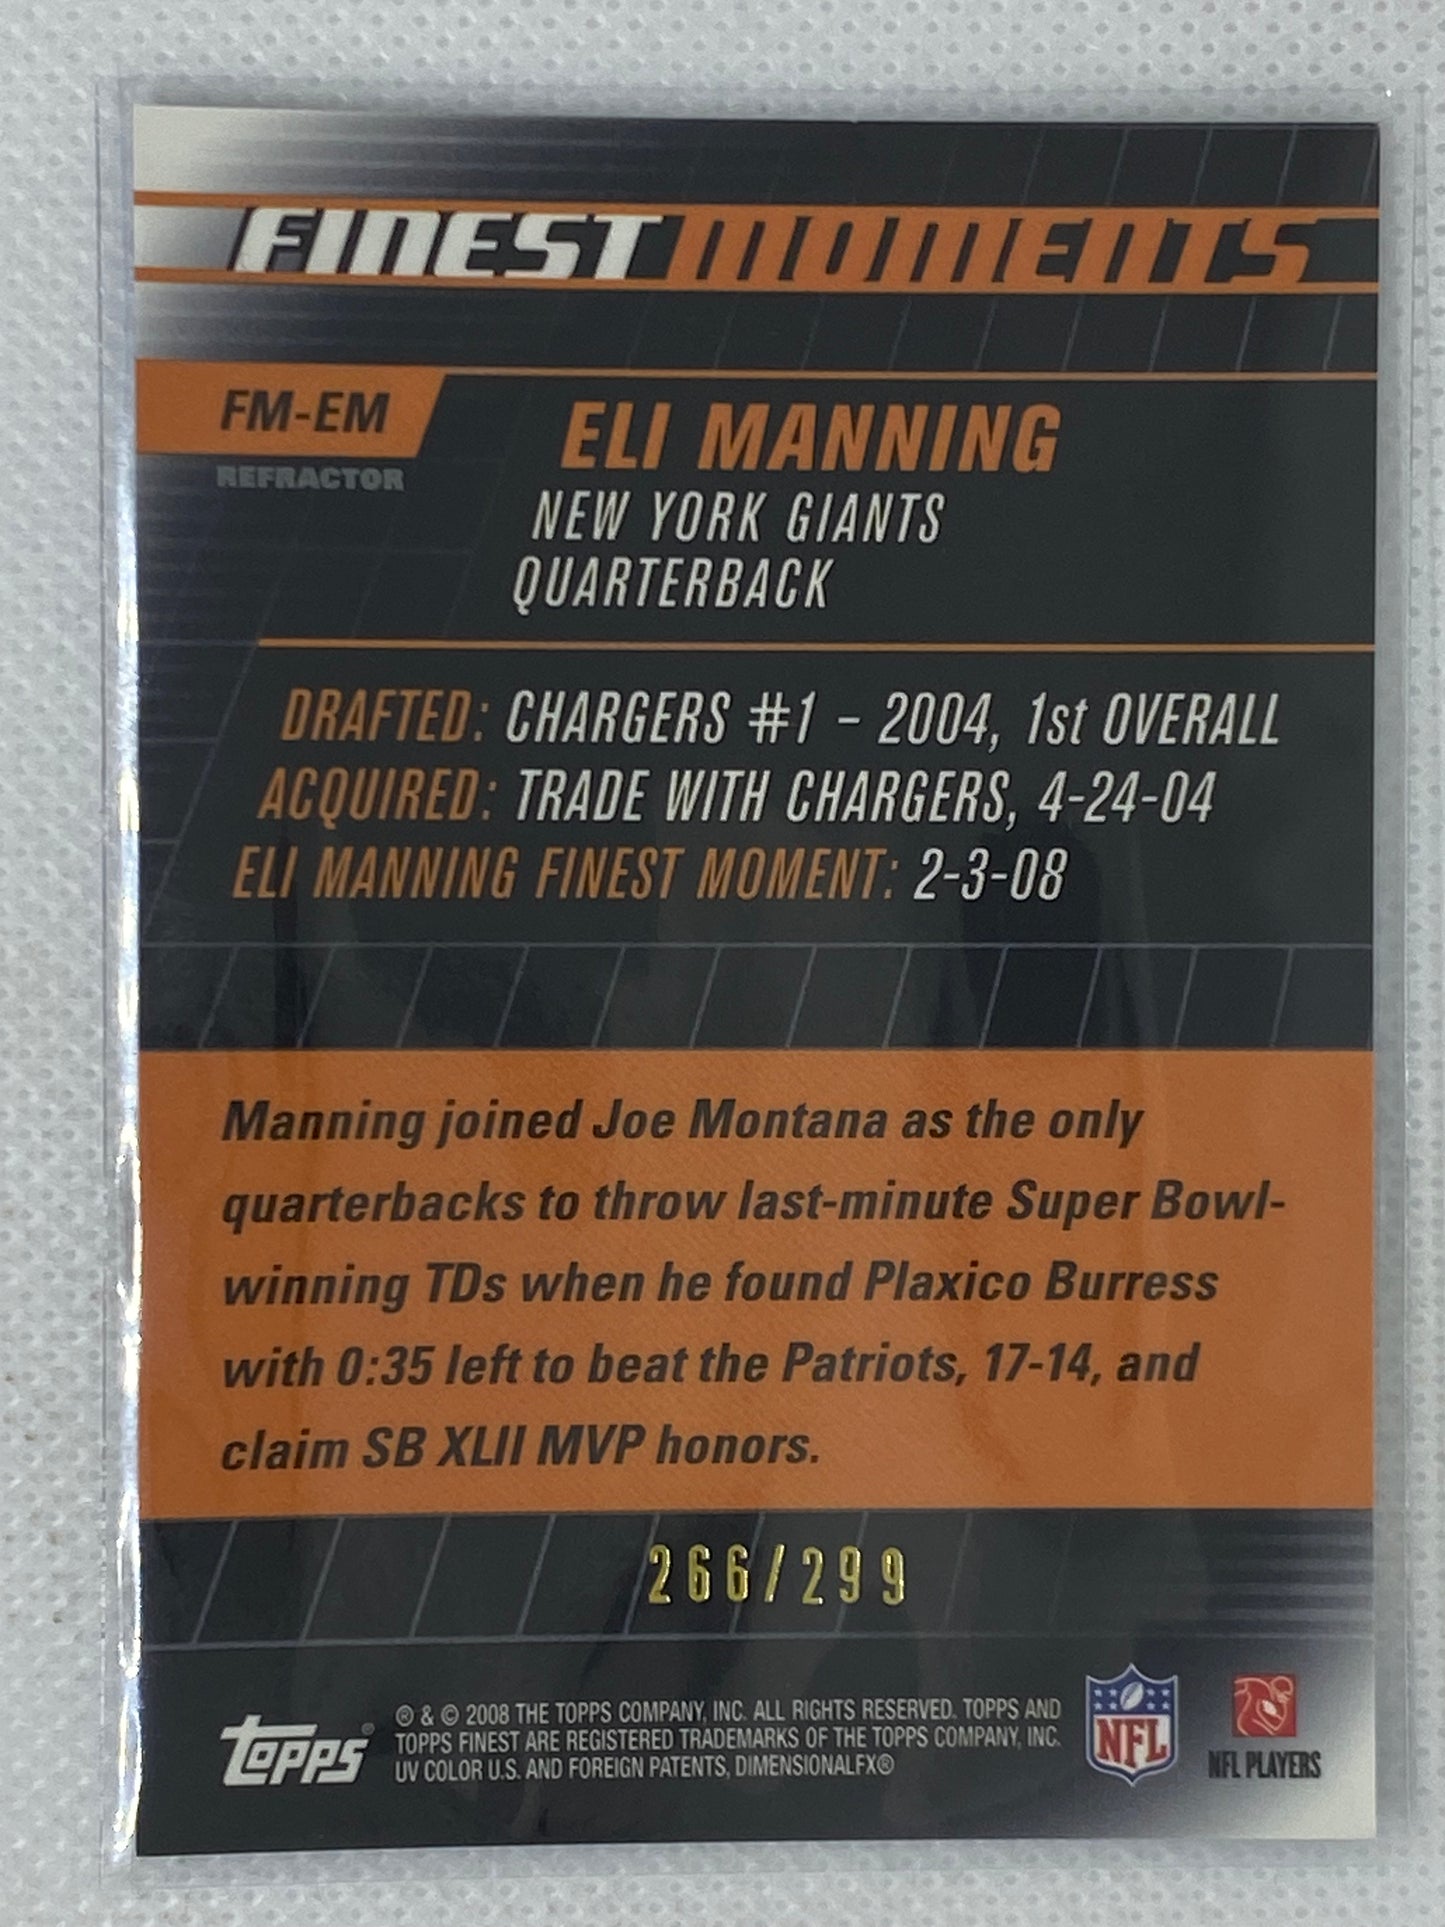 FINEST MOMENTS
FM-EM
REFRACTOR
ELI MANNING
NEW YORK GIANTS
QUARTERBACK
DRAFTED: CHARGERS #1 – 2004, 1st OVERALL
ACQUIRED: TRADE WITH CHARGERS, 4-24-04
ELI MANNING FINEST MOMENT: 2-3-08
Manning joined Joe Montana as the only
quarterbacks to throw last-minute Super Bowl-
winning TDs when he found Plaxico Burress
with 0:35 left to beat the Patriots, 17-14, and
claim SB XLII MVP honors.
266/299
Topps®
® & © 2008 THE TOPPS COMPANY, INC. ALL RIGHTS RESERVED. TOPPS AND
TOPPS FINEST ARE REGISTERED TRADEMARKS OF THE TOPPS COMPANY, INC.
UV COLOR U.S. AND FOREIGN PATENTS, DIMENSIONALFX®
NFL
NFL PLAYERS